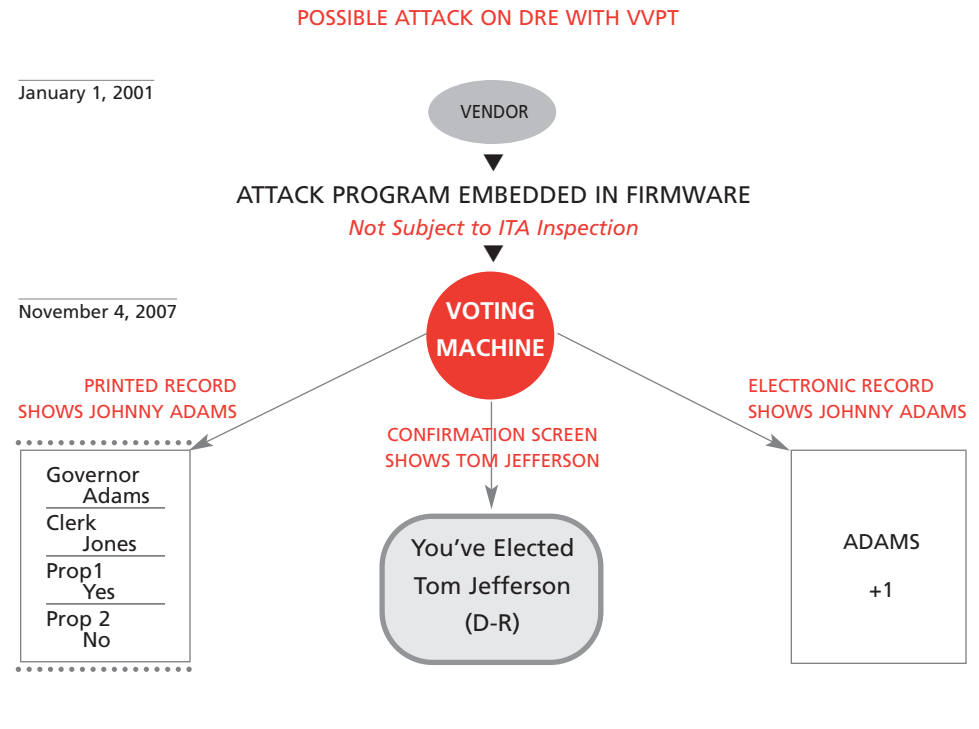 POSSIBLE ATTACK ON DRE WITH VVPT
January 1, 2001
VENDOR
ATTACK PROGRAM EMBEDDED IN FIRMWARE
Not Subject to ITA Inspection
November 4, 2007
VOTING
MACHINE
PRINTED RECORD
SHOWS JOHNNY ADAMS
CONFIRMATION SCREEN
SHOWS TOM JEFFERSON
ELECTRONIC RECORD
SHOWS JOHNNY ADAMS
Governor
Adams
Clerk
Jones
Prop1
Yes
Prop 2
No
You've Elected
Tom Jefferson
(D-R)
ADAMS
+1